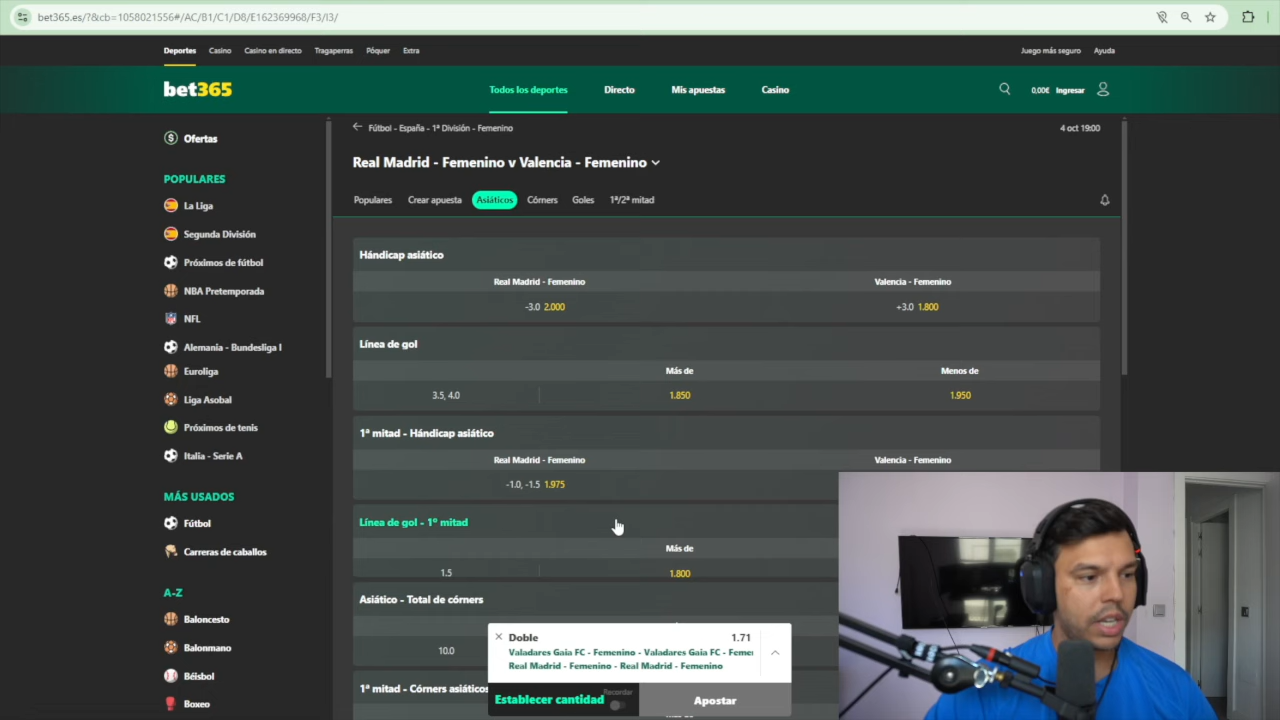 bet365.es/?&cb=1058021556#/AC/B1/C1/D8/E162369968/F3/I3/
Deportes Casino Casino en directo Tragaperras Póquer Extra Juego más seguro Ayuda
bet365 Todos los deportes Directo Mis apuestas Casino 0,00€ Ingresar
Ofertas
POPULARES
La Liga
Segunda División
Próximos de fútbol
NBA Pretemporada
NFL
Alemania - Bundesliga I
Euroliga
Liga Asobal
Próximos de tenis
Italia - Serie A
MÁS USADOS
Fútbol
Carreras de caballos
A-Z
Baloncesto
Balonmano
Béisbol
Boxeo
Fútbol - España - 1ª División - Femenino 4 oct 19:00
Real Madrid - Femenino v Valencia - Femenino
Populares Crear apuesta Asiáticos Córners Goles 1ª/2ª mitad
Hándicap asiático
Real Madrid - Femenino Valencia - Femenino
-3.0 2.000 +3.0 1.800
Línea de gol
Más de Menos de
3.5, 4.0 1.850 1.950
1ª mitad - Hándicap asiático
Real Madrid - Femenino Valencia - Femenino
-1.0, -1.5 1.975
Línea de gol - 1ª mitad
Más de
1.5 1.800
Asiático - Total de córners
10.0
1ª mitad - Córners asiáticos
Doble 1.71
Valadares Gaia FC - Femenino - Valadares Gaia FC - Feme
Real Madrid - Femenino - Real Madrid - Femenino
Establecer cantidad Recordar Apostar